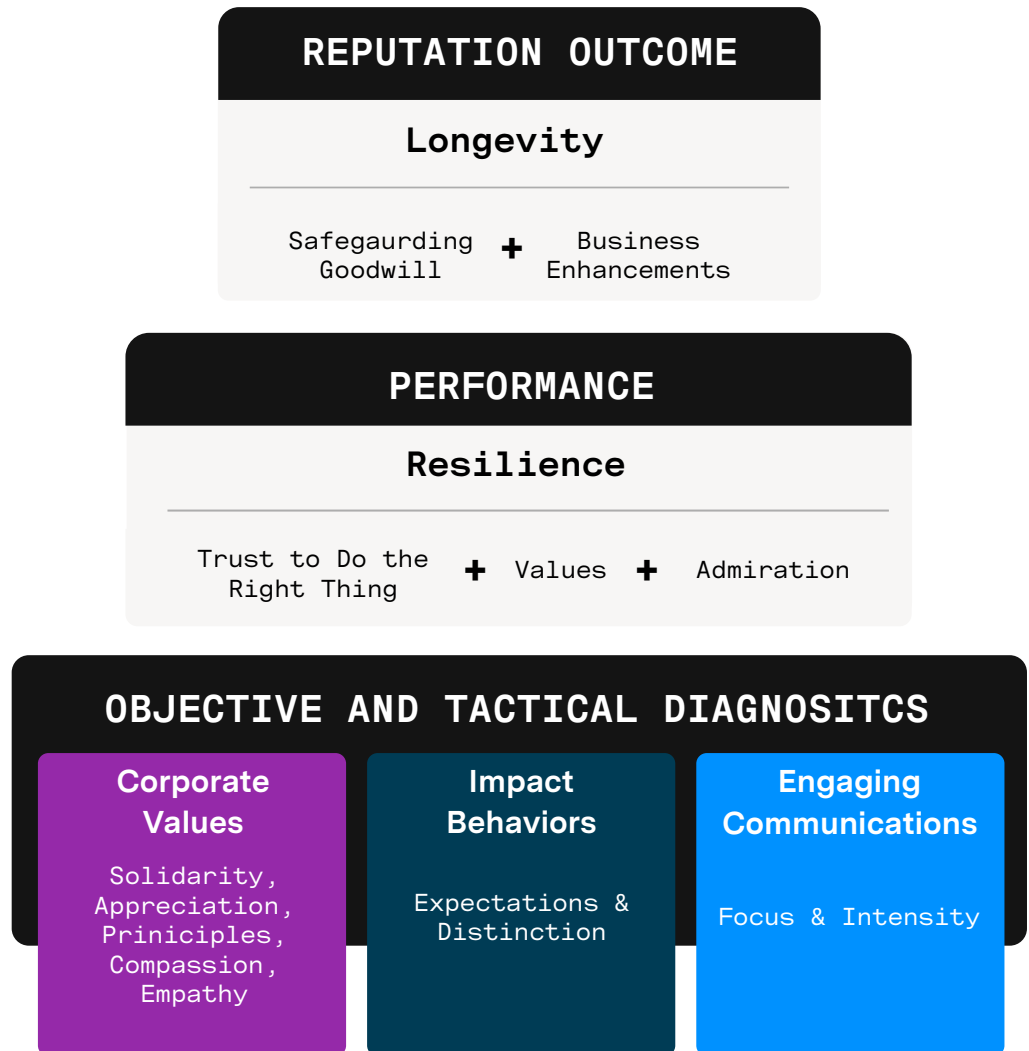 REPUTATION OUTCOME
Longevity
Safegaurding
Goodwill
+
Business
Enhancements
PERFORMANCE
Resilience
Trust to Do the
Right Thing
+
Values
+
Admiration
OBJECTIVE AND TACTICAL DIAGNOSITCS
Corporate
Values
Solidarity,
Appreciation,
Priniciples,
Compassion,
Empathy
Impact
Behaviors
Expectations &
Distinction
Engaging
Communications
Focus & Intensity